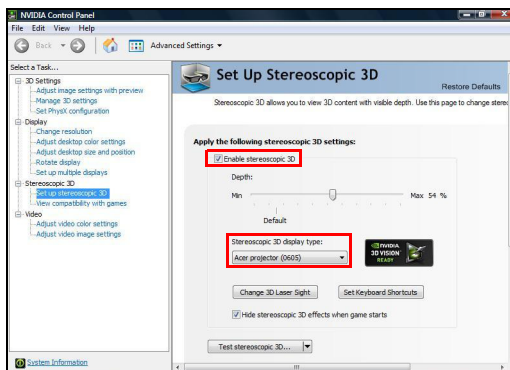 NVIDIA Control Panel
File Edit View Help
Back Advanced Settings
Select a Task...
3D Settings
Adjust image settings with preview
Manage 3D settings
Set PhysX configuration
Display
Change resolution
Adjust desktop color settings
Adjust desktop size and position
Rotate display
Set up multiple displays
Stereoscopic 3D
Set up stereoscopic 3D
View compatibility with games
Video
Adjust video color settings
Adjust video image settings
System Information
Set Up Stereoscopic 3D
Restore Defaults
Stereoscopic 3D allows you to view 3D content with visible depth. Use this page to change stereo
Apply the following stereoscopic 3D settings:
Enable stereoscopic 3D
Depth:
Min Max 54 %
Default
Stereoscopic 3D display type:
Acer projector (0605)
NVIDIA
3D VISION
READY
Change 3D Laser Sight Set Keyboard Shortcuts
Hide stereoscopic 3D effects when game starts
Test stereoscopic 3D...